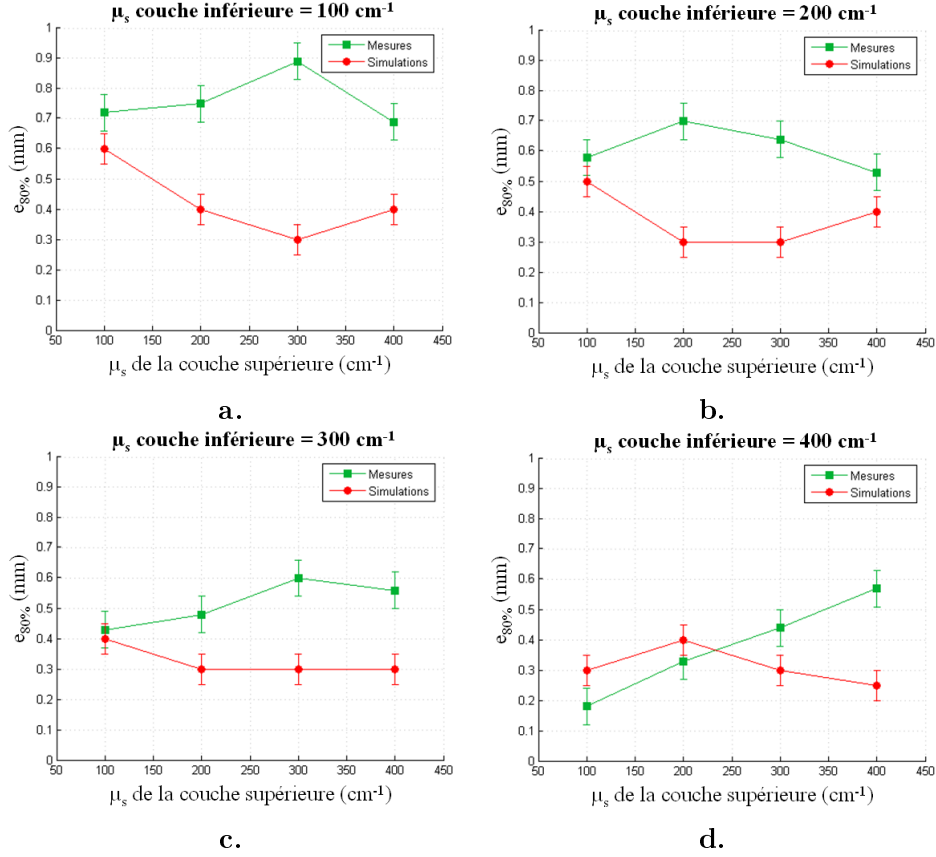 μs couche inférieure = 100 cm-1
Mesures
Simulations
e80% (mm)
1
0.9
0.8
0.7
0.6
0.5
0.4
0.3
0.2
0.1
0
50 100 150 200 250 300 350 400 450
μs de la couche supérieure (cm-1)
a.
μs couche inférieure = 200 cm-1
Mesures
Simulations
e80% (mm)
1
0.9
0.8
0.7
0.6
0.5
0.4
0.3
0.2
0.1
0
50 100 150 200 250 300 350 400 450
μs de la couche supérieure (cm-1)
b.
μs couche inférieure = 300 cm-1
Mesures
Simulations
e80% (mm)
1
0.9
0.8
0.7
0.6
0.5
0.4
0.3
0.2
0.1
0
50 100 150 200 250 300 350 400 450
μs de la couche supérieure (cm-1)
c.
μs couche inférieure = 400 cm-1
Mesures
Simulations
e80% (mm)
1
0.9
0.8
0.7
0.6
0.5
0.4
0.3
0.2
0.1
0
50 100 150 200 250 300 350 400 450
μs de la couche supérieure (cm-1)
d.